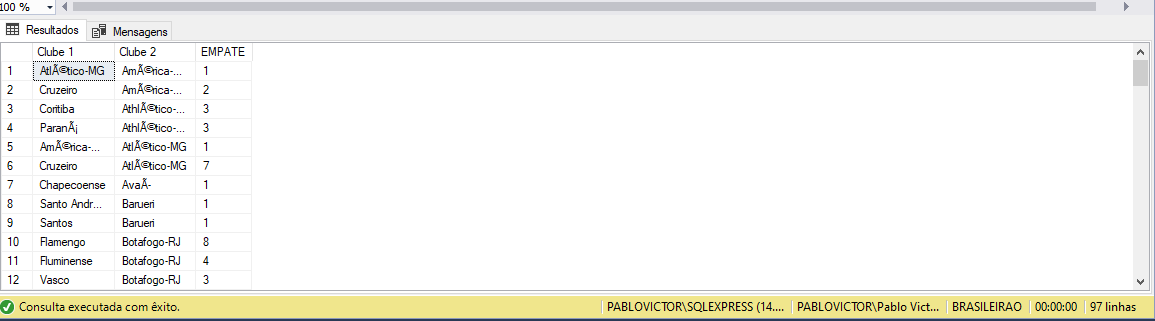 100 %
Resultados Mensagens
Clube 1 Clube 2 EMPATE
1 AtlÃ©tico-MG AmÃ©rica-... 1
2 Cruzeiro AmÃ©rica-... 2
3 Coritiba AthlÃ©tico-... 3
4 ParanÃ¡ AthlÃ©tico-... 3
5 AmÃ©rica-... AtlÃ©tico-MG 1
6 Cruzeiro AtlÃ©tico-MG 7
7 Chapecoense AvaÃ- 1
8 Santo Andr... Barueri 1
9 Santos Barueri 1
10 Flamengo Botafogo-RJ 8
11 Fluminense Botafogo-RJ 4
12 Vasco Botafogo-RJ 3
Consulta executada com êxito. PABLOVICTOR\SQLEXPRESS (14.... PABLOVICTOR\Pablo Vict... BRASILEIRAO 00:00:00 97 linhas